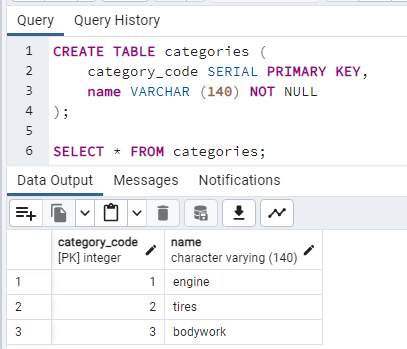 Query Query History
1 CREATE TABLE categories (
2 category_code SERIAL PRIMARY KEY,
3 name VARCHAR (140) NOT NULL
4 );
5
6 SELECT * FROM categories;
Data Output Messages Notifications
category_code name
[PK] integer character varying (140)
1 1 engine
2 2 tires
3 3 bodywork